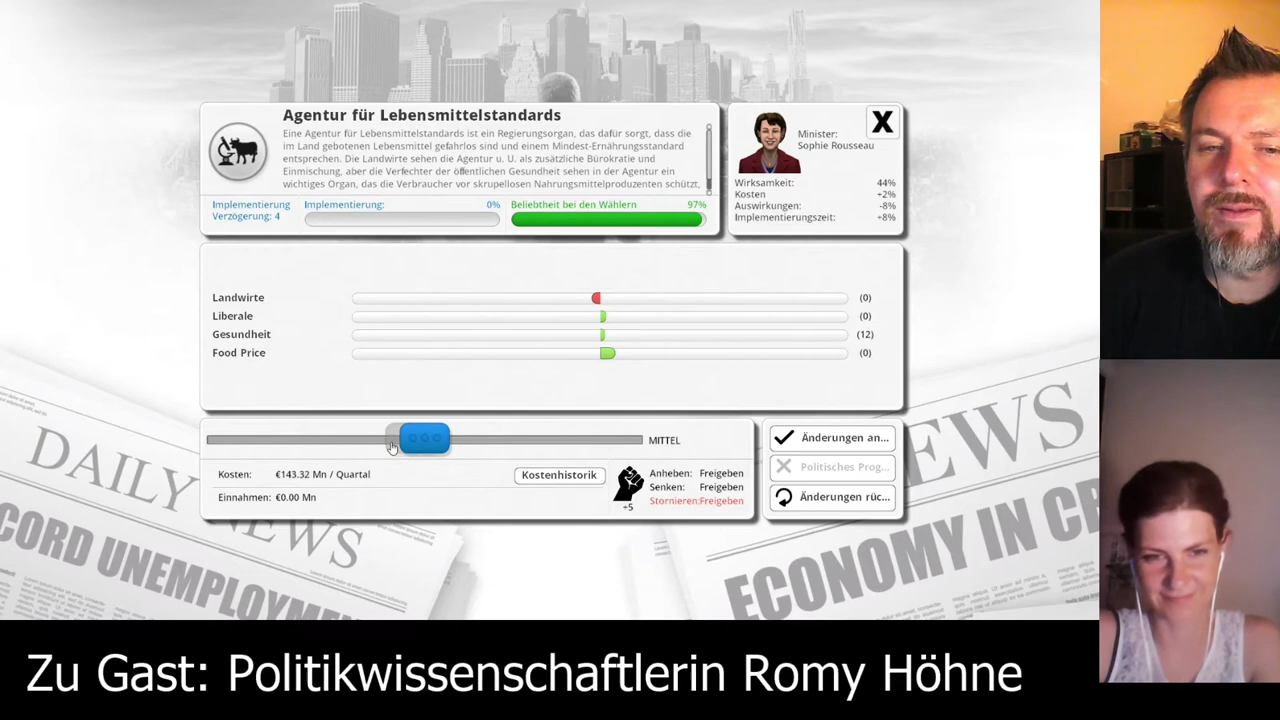 Agentur für Lebensmittelstandards
Eine Agentur für Lebensmittelstandards ist ein Regierungsorgan, das dafür sorgt, dass die
im Land gebotenen Lebensmittel gefahrlos sind und einem Mindest-Ernährungsstandard
entsprechen. Die Landwirte sehen die Agentur u. U. als zusätzliche Bürokratie und
Einmischung, aber die Verfechter der öffentlichen Gesundheit sehen in der Agentur ein
wichtiges Organ, das die Verbraucher vor skrupellosen Nahrungsmittelproduzenten schützt,
Implementierung
Verzögerung: 4
Implementierung: 0%
Beliebtheit bei den Wählern 97%
X
Minister:
Sophie Rousseau
Wirksamkeit: 44%
Kosten +2%
Auswirkungen: -8%
Implementierungszeit: +8%
Landwirte (0)
Liberale (0)
Gesundheit (12)
Food Price (0)
MITTEL
Kosten: €143.32 Mn / Quartal
Einnahmen: €0.00 Mn
Kostenhistorik
+5
Anheben: Freigeben
Senken: Freigeben
Stornieren:Freigeben
Änderungen an...
Politisches Prog...
Änderungen rüc...
DAILY NEWS
CORD UNEMPLOYM
NEWS
ECONOMY IN CR
Zu Gast: Politikwissenschaftlerin Romy Höhne